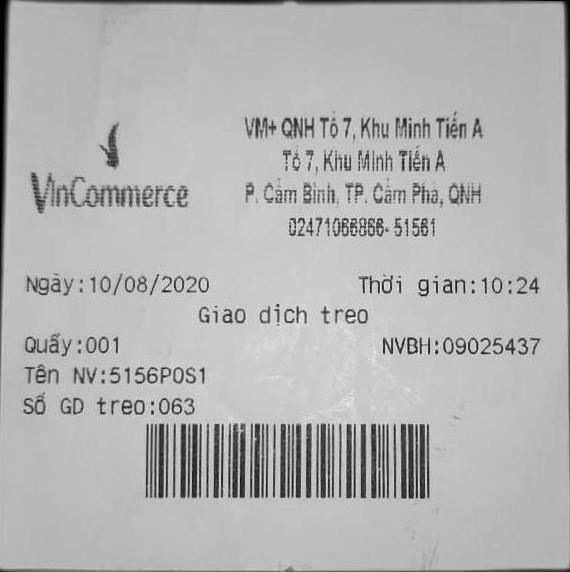 VM+ QNH Tổ 7, Khu Minh Tiến A
Tổ 7, Khu Minh Tiến A
VinCommerce
P. Cẩm Bình, TP. Cẩm Phả, QNH
02471066866- 51561
Ngày:10/08/2020 Thời gian:10:24
Giao dịch treo
Quầy:001 NVBH:09025437
Tên NV:5156POS1
Số GD treo:063